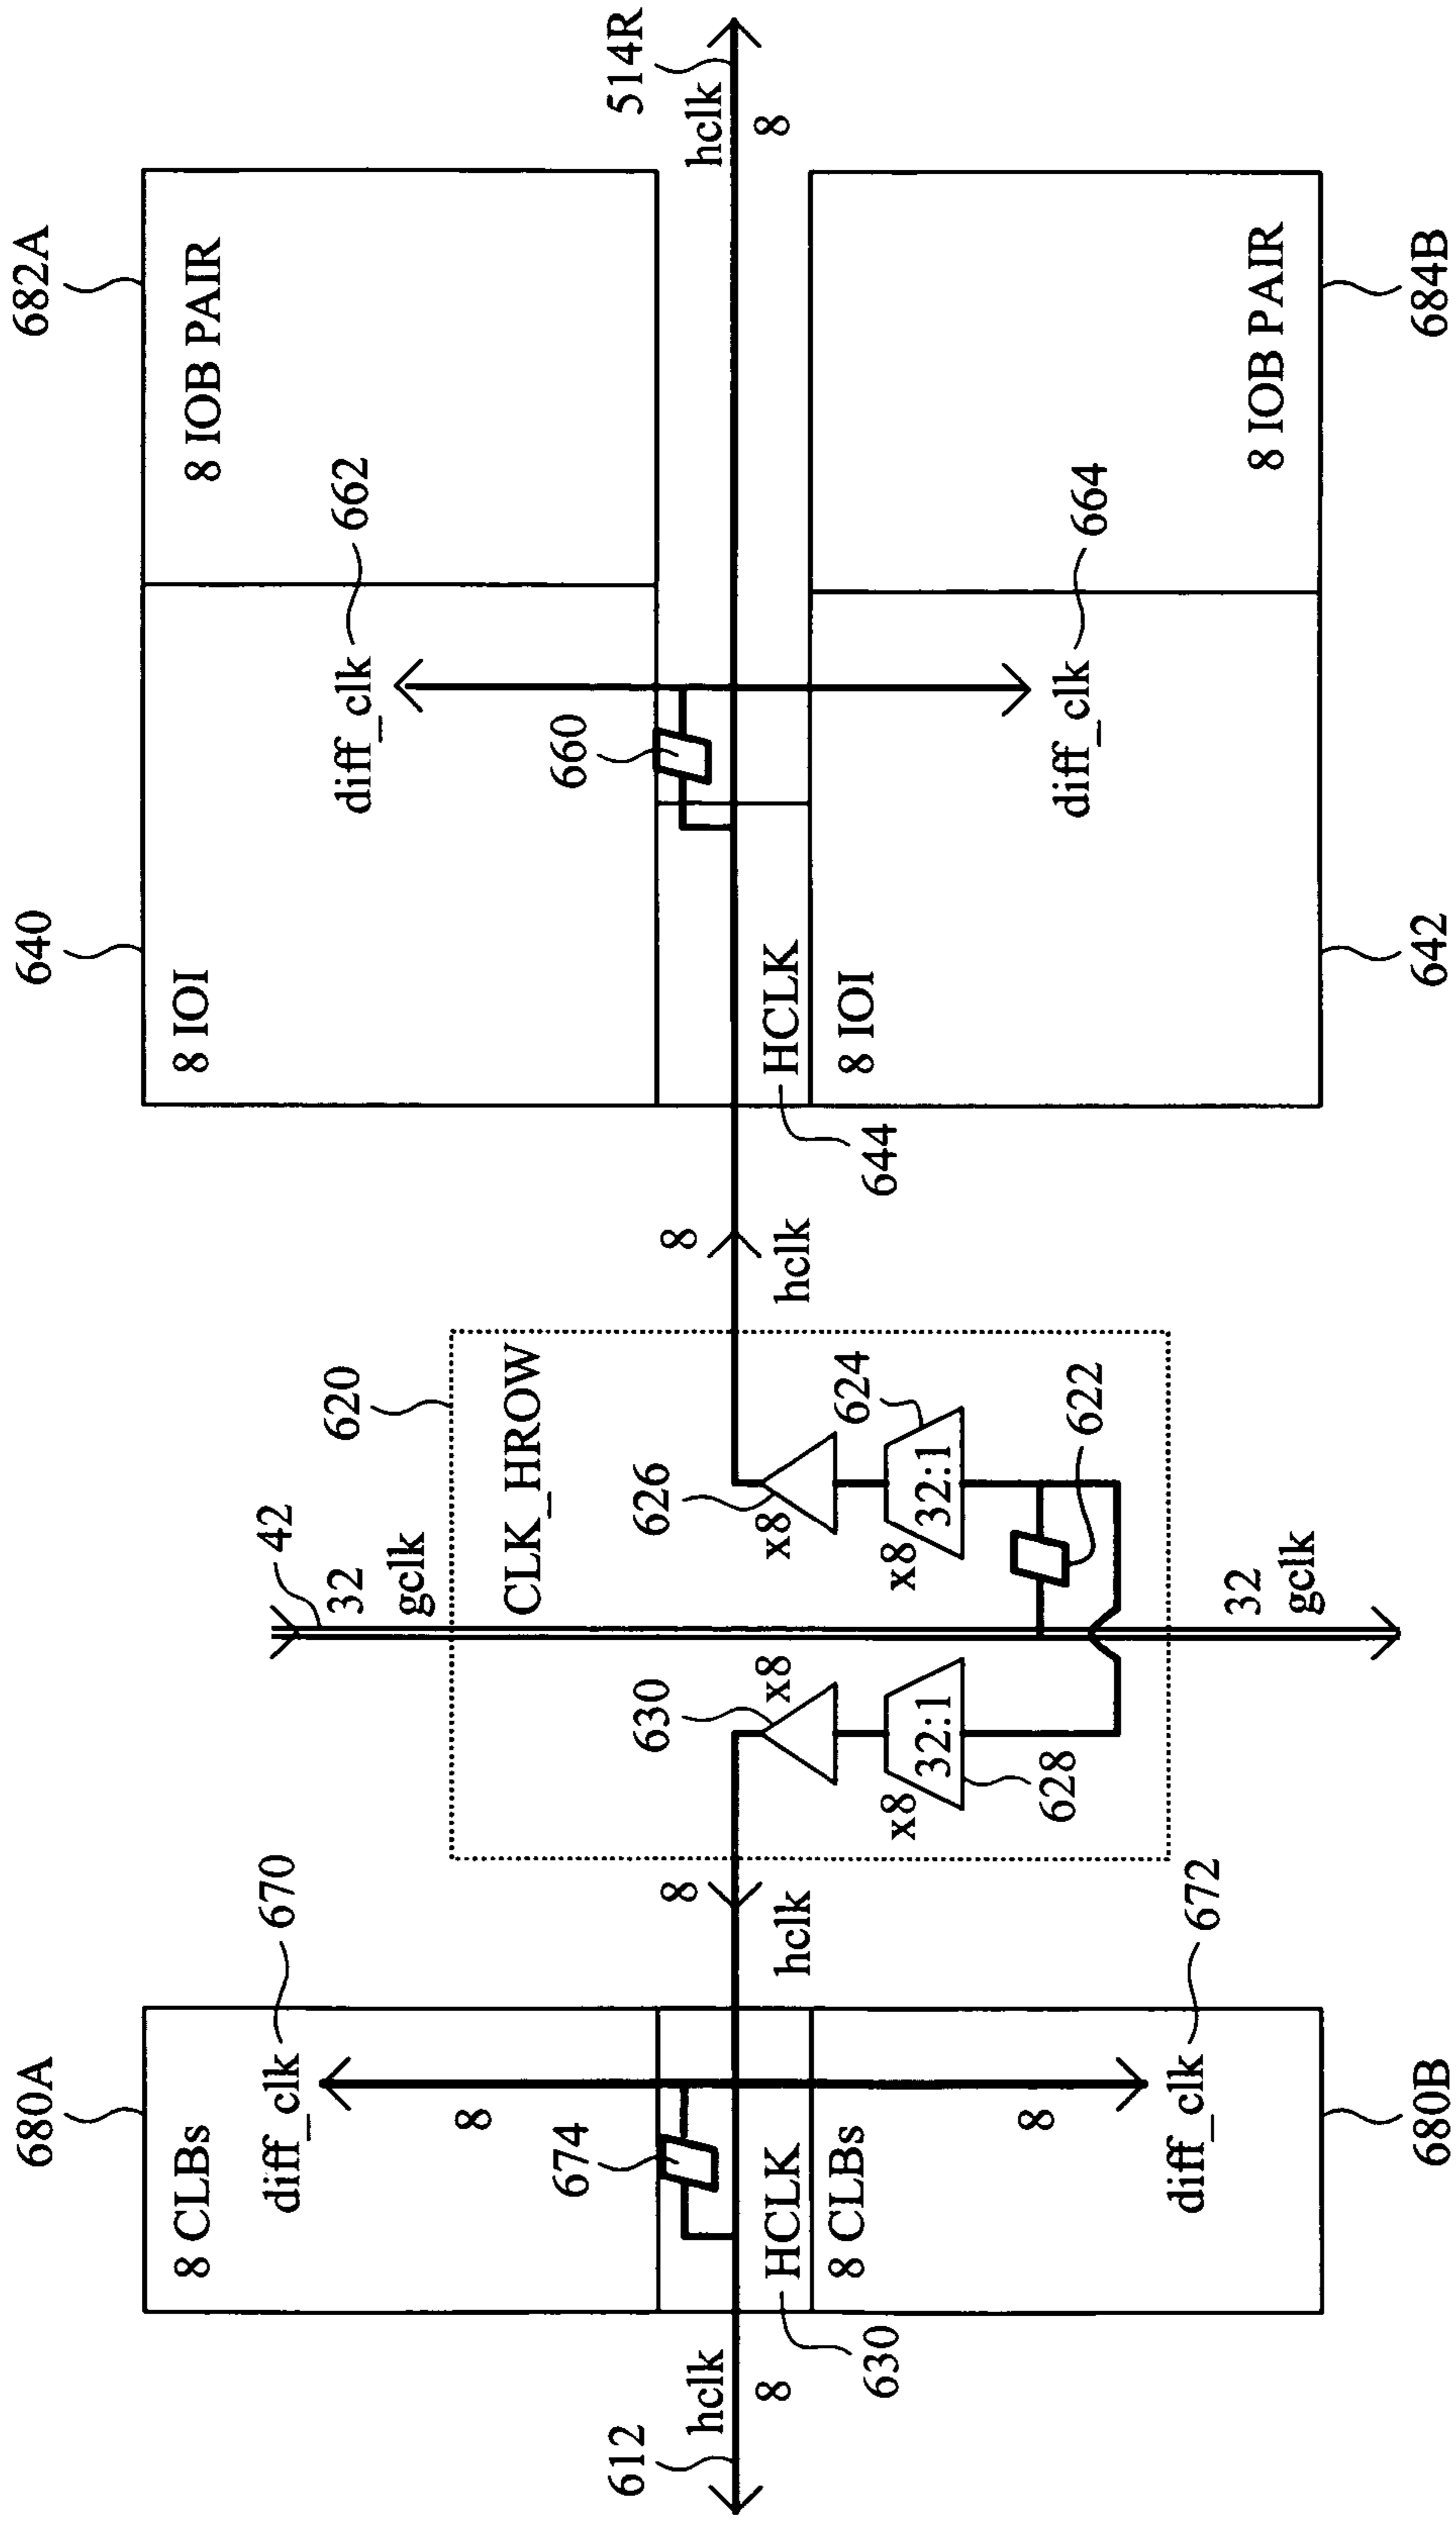 680A
8 CLBs
diff_clk
670
8
674
HCLK
630
8 CLBs
8
diff_clk
672
680B
612
hclk
8
8
hclk
620
CLK_HROW
42
32
gclk
630
x8
32:1
x8
628
626
x8
32:1
x8
624
622
32
gclk
8
hclk
640
8 IOI
diff_clk
662
660
HCLK
644
8 IOI
diff_clk
664
642
682A
8 IOB PAIR
8 IOB PAIR
684B
514R
hclk
8